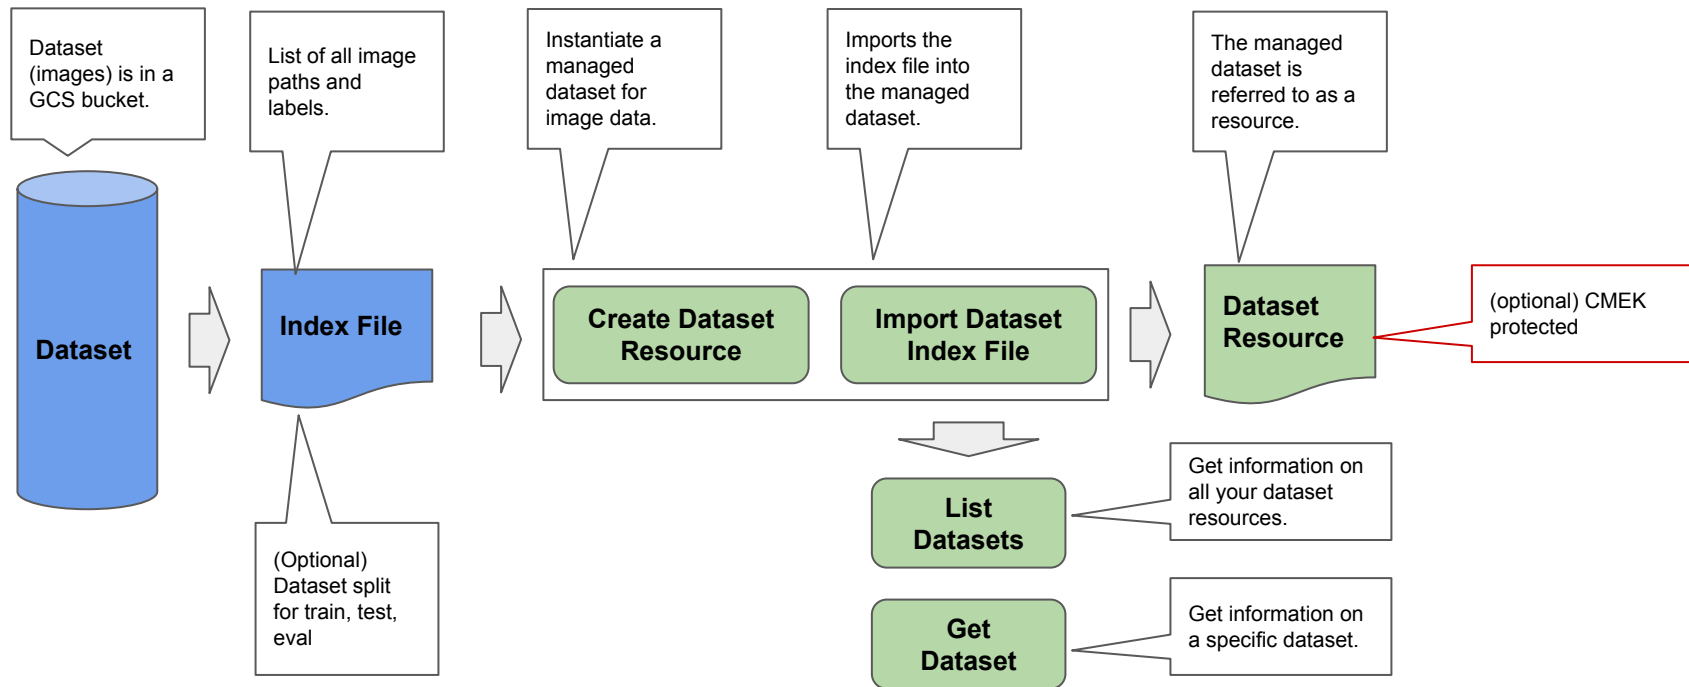 Dataset
(images) is in a
GCS bucket.
List of all image
paths and
labels.
Instantiate a
managed
dataset for
image data.
Imports the
index file into
the managed
dataset.
The managed
dataset is
referred to as a
resource.
Dataset
Index File
Create Dataset
Resource
Import Dataset
Index File
Dataset
Resource
(optional) CMEK
protected
(Optional)
Dataset split
for train, test,
eval
List
Datasets
Get information on
all your dataset
resources.
Get
Dataset
Get information on
a specific dataset.